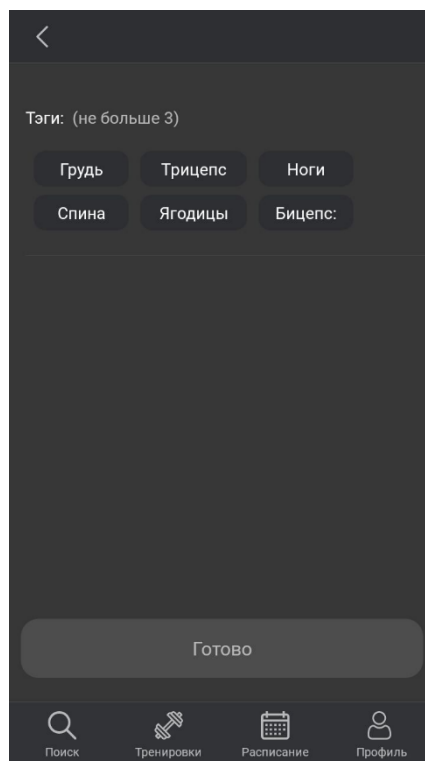 Тэги: (не больше 3)
Грудь Трицепс Ноги
Спина Ягодицы Бицепс:
Готово
Поиск Тренировки Расписание Профиль